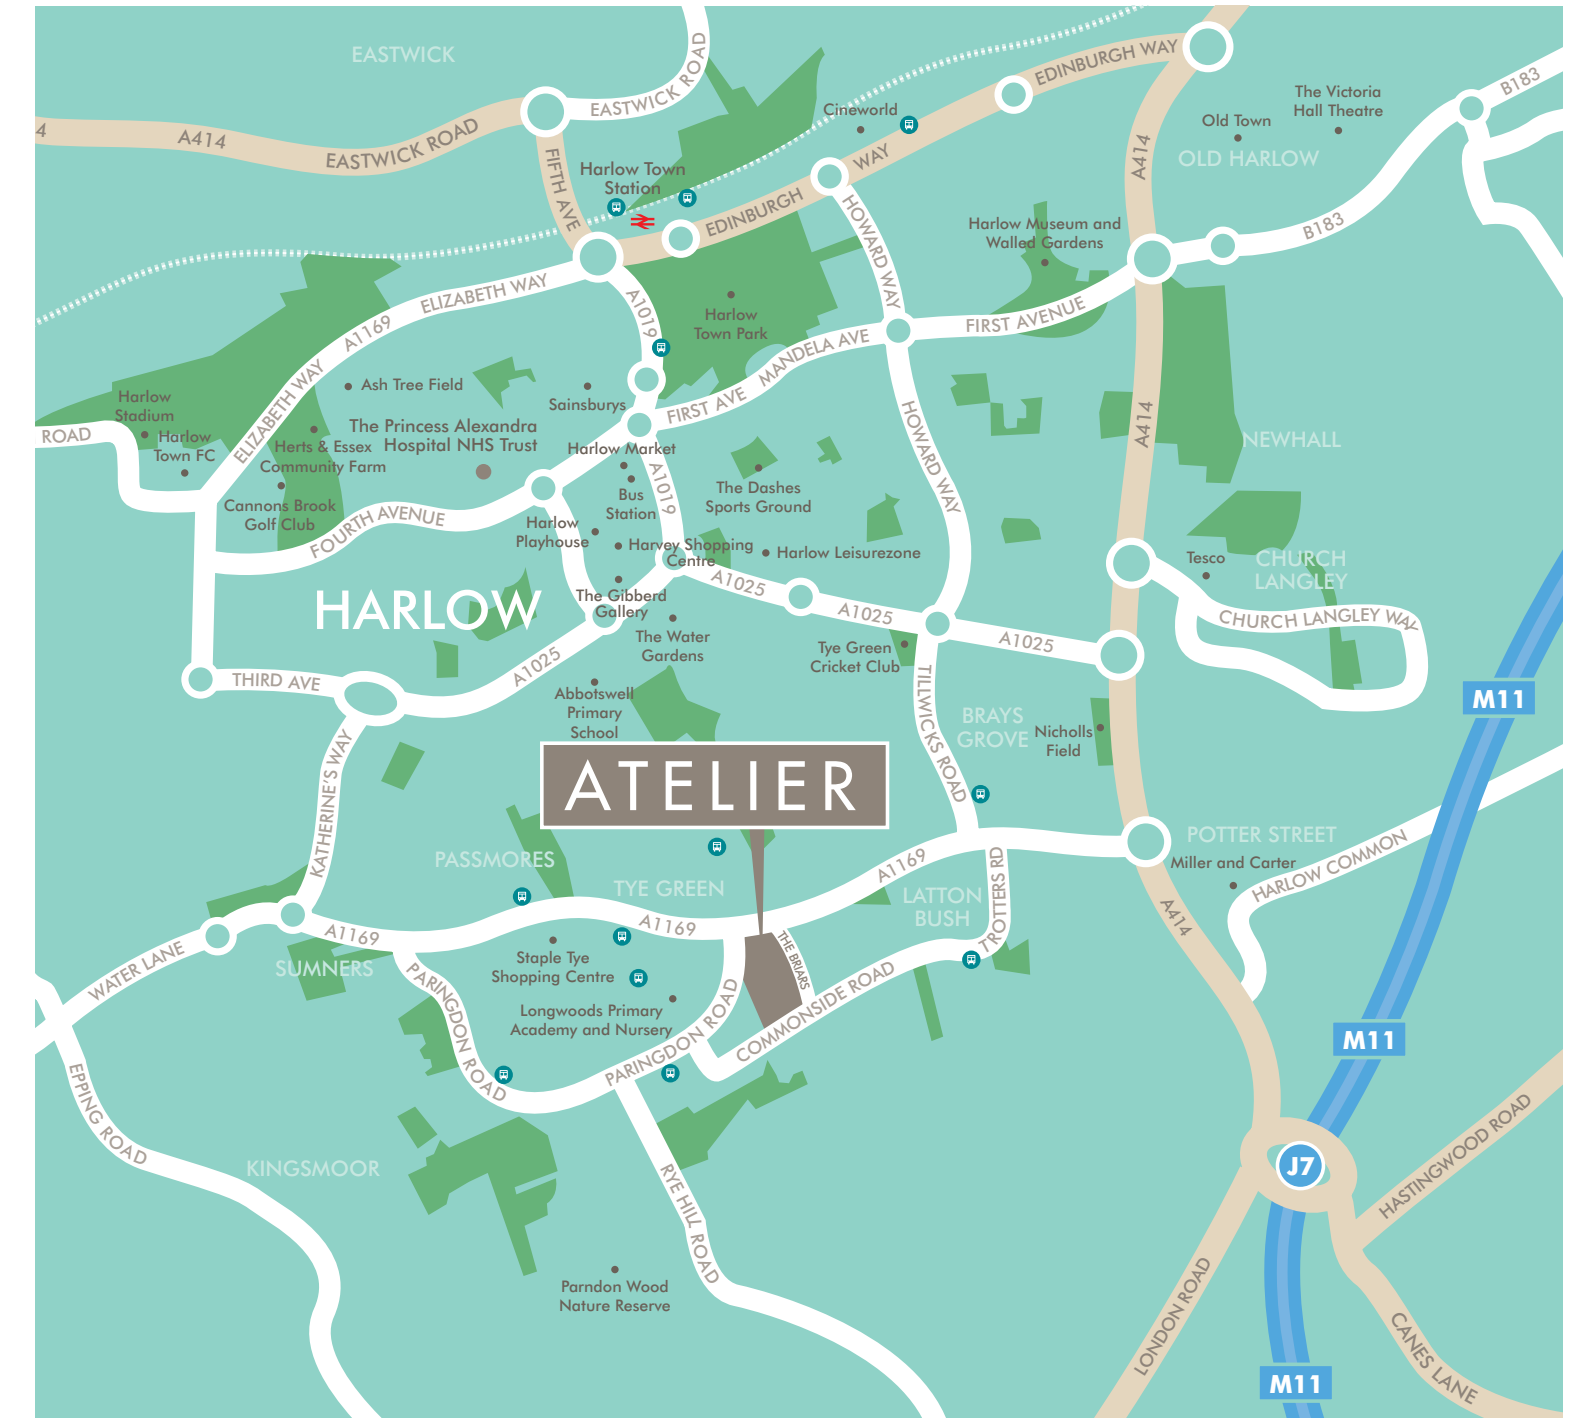 EASTWICK
EASTWICK ROAD
EDINBURGH WAY
B183
The Victoria
Hall Theatre
Old Town
OLD HARLOW
Cineworld
4
A414
EASTWICK ROAD
FIFTH AVE
Harlow Town
Station
EDINBURGH
WAY
A414
HOWARD WAY
Harlow Museum and
Walled Gardens
B183
ELIZABETH WAY
A1169
ELIZABETH WAY
A1019
Harlow
Town Park
FIRST AVENUE
MANDELA AVE
FIRST AVE
Ash Tree Field
Sainsburys
Harlow
Stadium
ROAD
Harlow
Town FC
Herts & Essex
Community Farm
The Princess Alexandra
Hospital NHS Trust
Harlow Market
A1019
HOWARD WAY
A414
NEWHALL
Cannons Brook
Golf Club
FOURTH AVENUE
Bus
Station
The Dashes
Sports Ground
Harlow
Playhouse
Harvey Shopping
Centre
Harlow Leisurezone
Tesco
CHURCH
LANGLEY
CHURCH LANGLEY WAY
HARLOW
The Gibberd
Gallery
A1025
A1025
A1025
The Water
Gardens
Tye Green
Cricket Club
THIRD AVE
A1025
Abbotswell
Primary
School
TILLWICKS ROAD
BRAYS
GROVE
Nicholls
Field
M11
KATHERINE'S WAY
ATELIER
POTTER STREET
Miller and Carter
HARLOW COMMON
PASSMORES
TYE GREEN
A1169
LATTON
BUSH
TROTTERS RD
A414
A1169
A1169
THE BRIARS
WATER LANE
SUMNERS
Staple Tye
Shopping Centre
PARINGDON ROAD
Longwoods Primary
Academy and Nursery
PARINGDON ROAD
COMMONSIDE ROAD
M11
EPPING ROAD
KINGSMOOR
RYE HILL ROAD
J7
HASTINGWOOD ROAD
Parndon Wood
Nature Reserve
LONDON ROAD
CANES LANE
M11